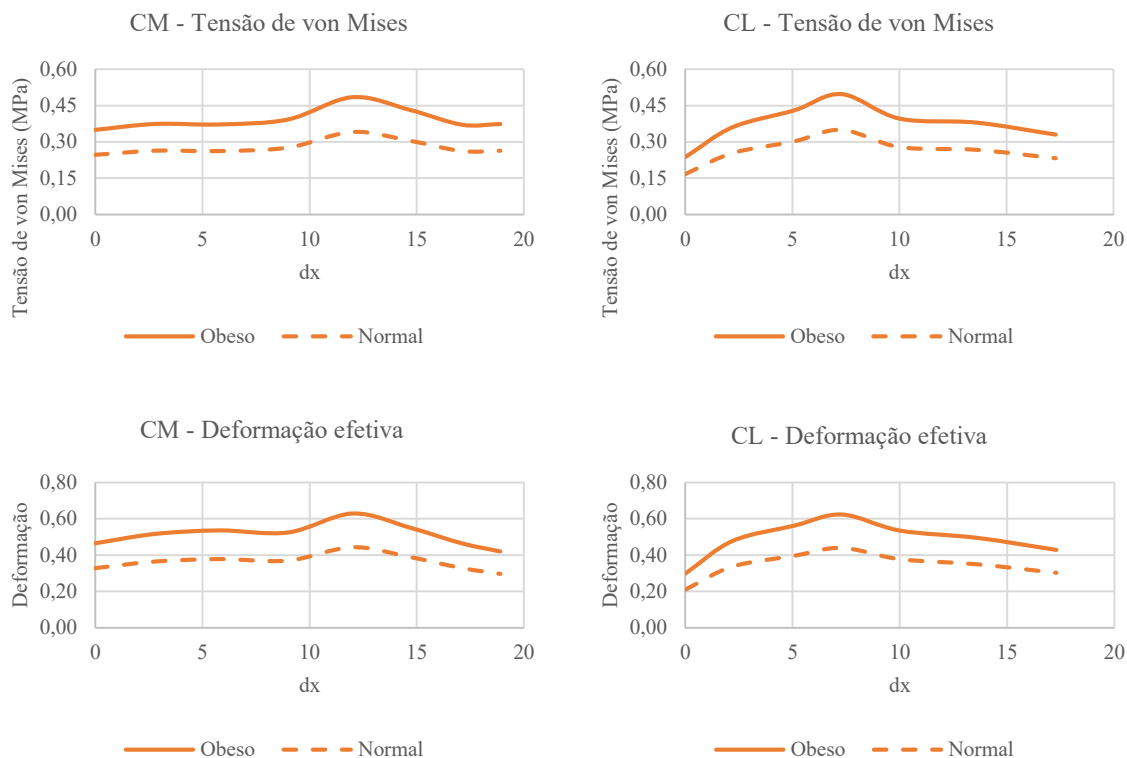 CM - Tensão de von Mises
Tensão de von Mises (MPa)
0,60
0,45
0,30
0,15
0,00
0 5 10 15 20
dx
Obeso Normal
CL - Tensão de von Mises
Tensão de von Mises (MPa)
0,60
0,45
0,30
0,15
0,00
0 5 10 15 20
dx
Obeso Normal
CM - Deformação efetiva
Deformação
0,80
0,60
0,40
0,20
0,00
0 5 10 15 20
dx
Obeso Normal
CL - Deformação efetiva
Deformação
0,80
0,60
0,40
0,20
0,00
0 5 10 15 20
dx
Obeso Normal